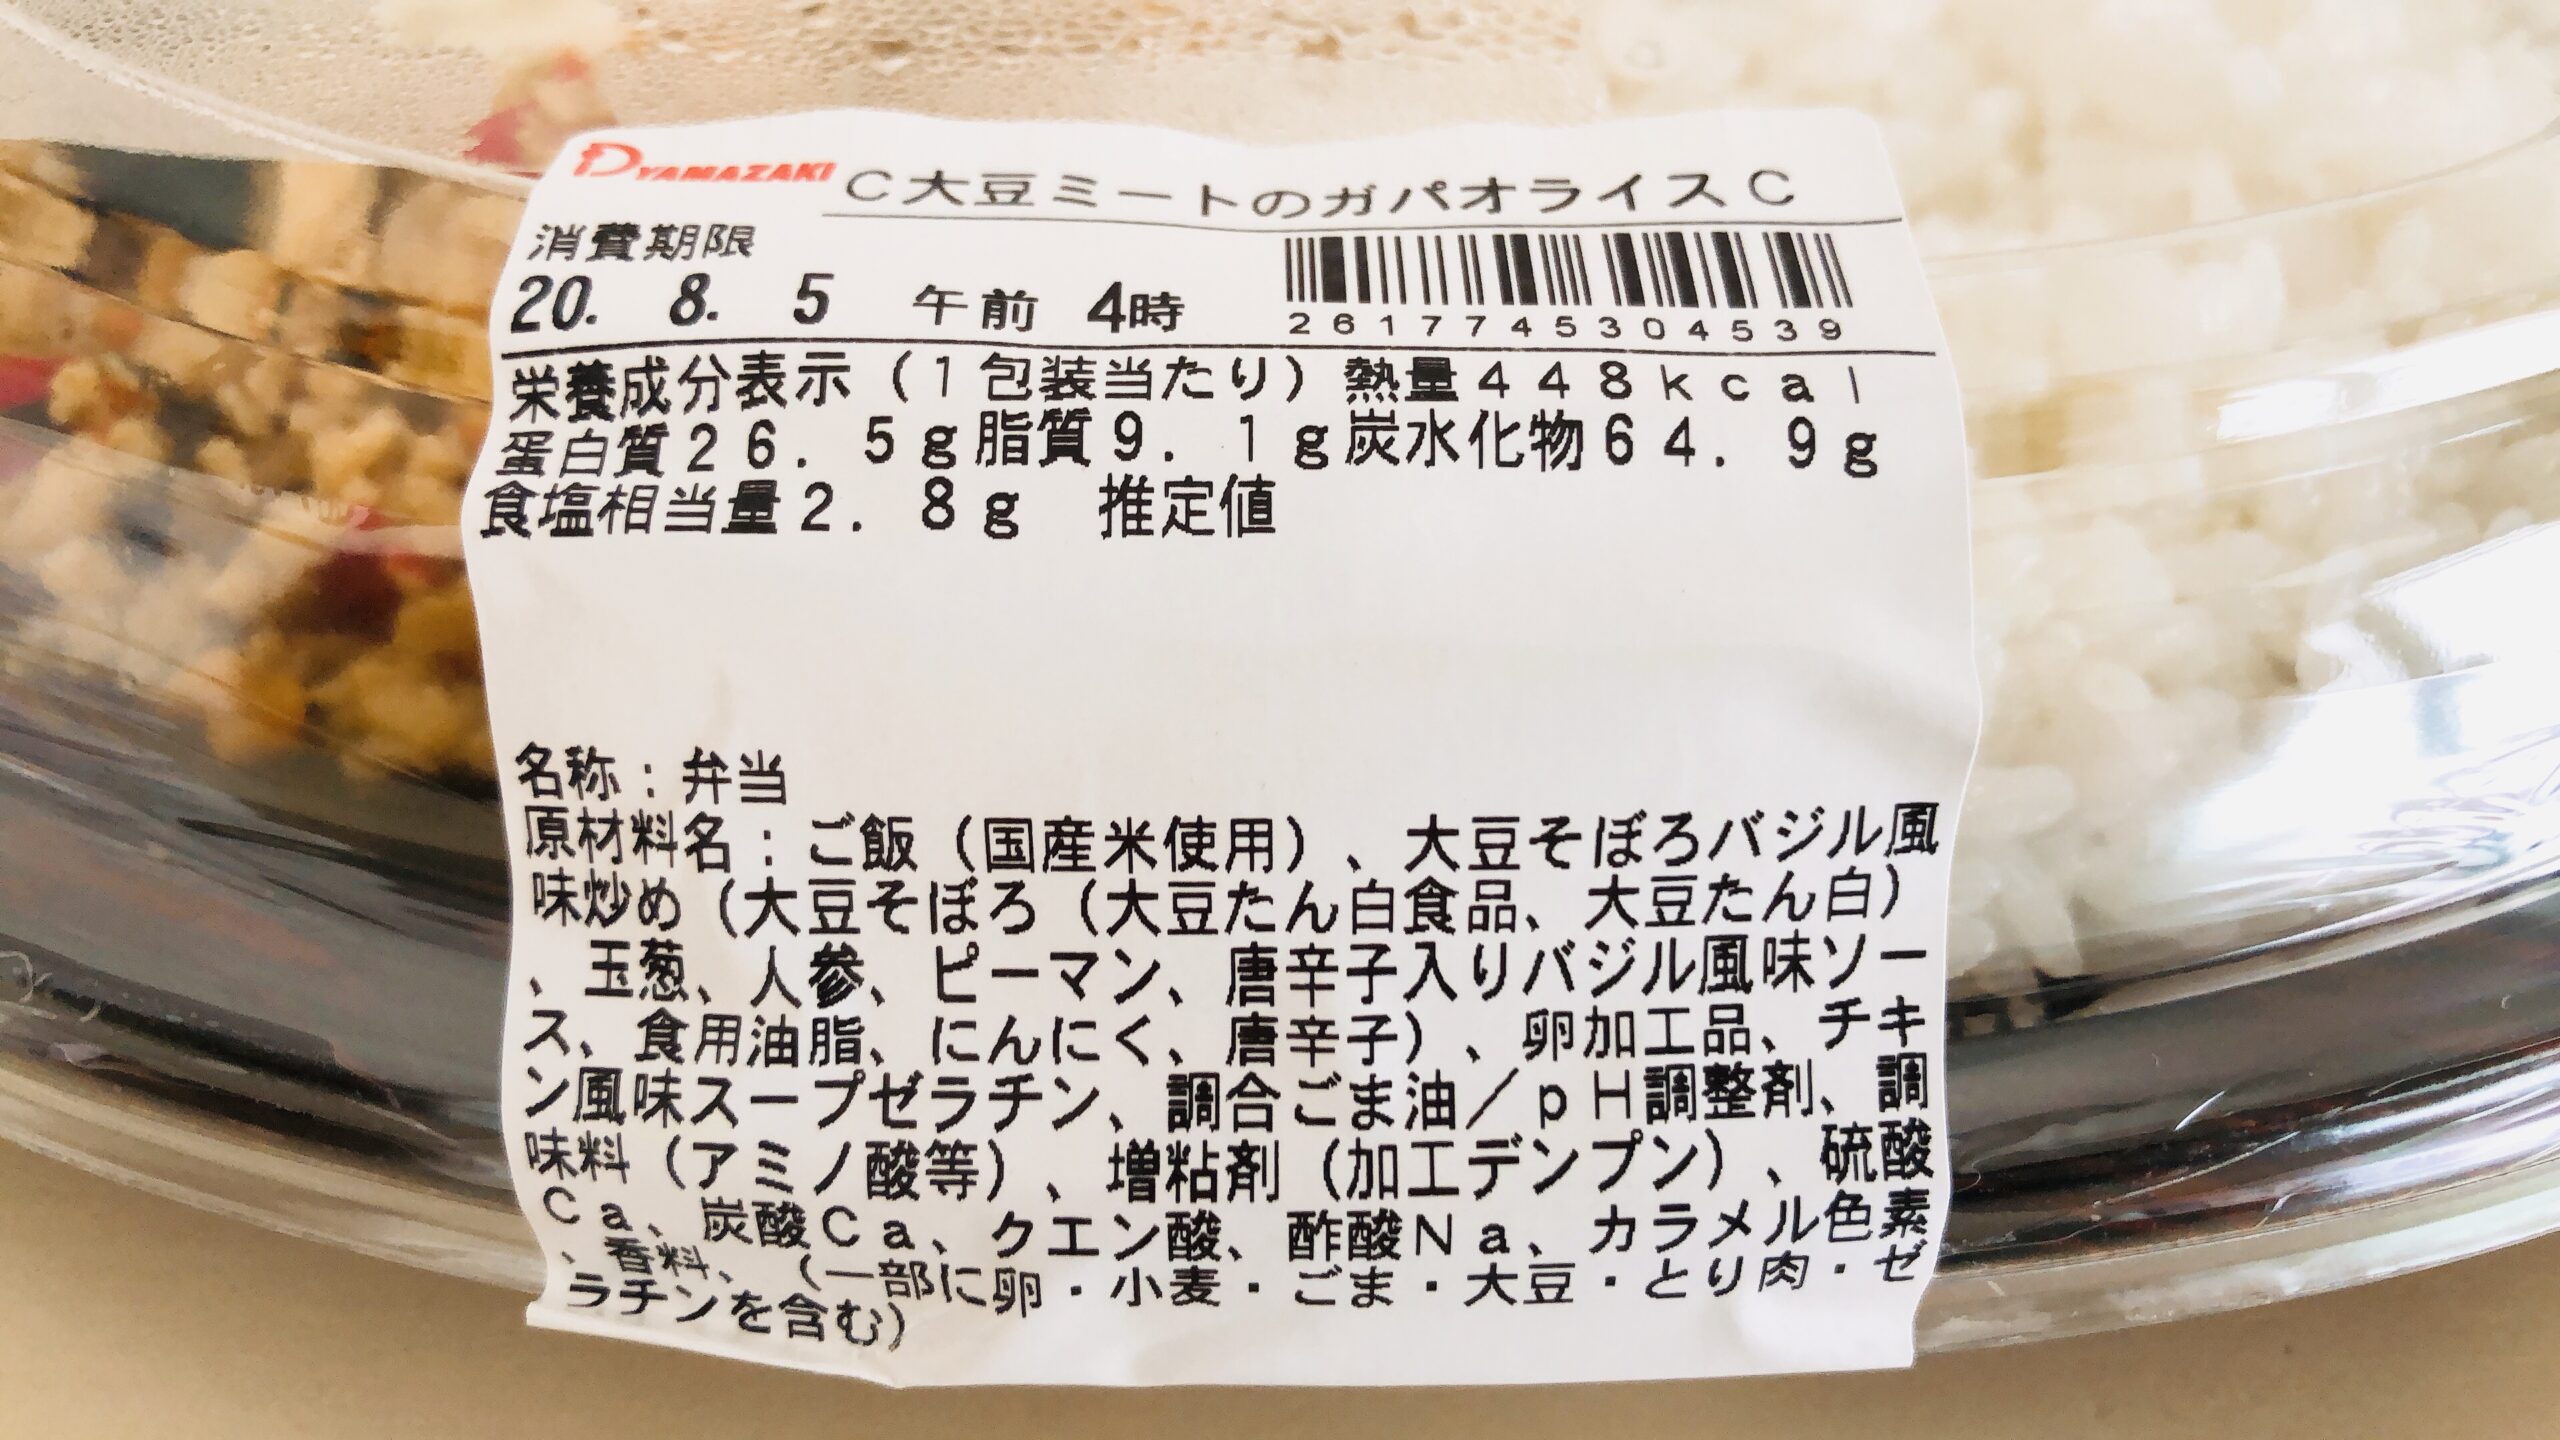 YAMAZAKI C大豆ミートのガパオライスC
消費期限
20. 8. 5 午前 4時
2617745304539
栄養成分表示（1包装当たり）熱量448kcal
蛋白質26.5g脂質9.1g炭水化物64.9g
食塩相当量2.8g 推定値
名称：弁当
原材料名：ご飯（国産米使用）、大豆そぼろバジル風
味炒め（大豆そぼろ（大豆たん白食品、大豆たん白）
、玉葱、人参、ピーマン、唐辛子入りバジル風味ソー
ス、食用油脂、にんにく、唐辛子）、卵加工品、チキ
ン風味スープゼラチン、調合ごま油／pH調整剤、調
味料（アミノ酸等）、増粘剤（加工デンプン）、硫酸
Ca、炭酸Ca、クエン酸、酢酸Na、カラメル色素
、香料、（一部に卵・小麦・ごま・大豆・とり肉・ゼ
ラチンを含む）